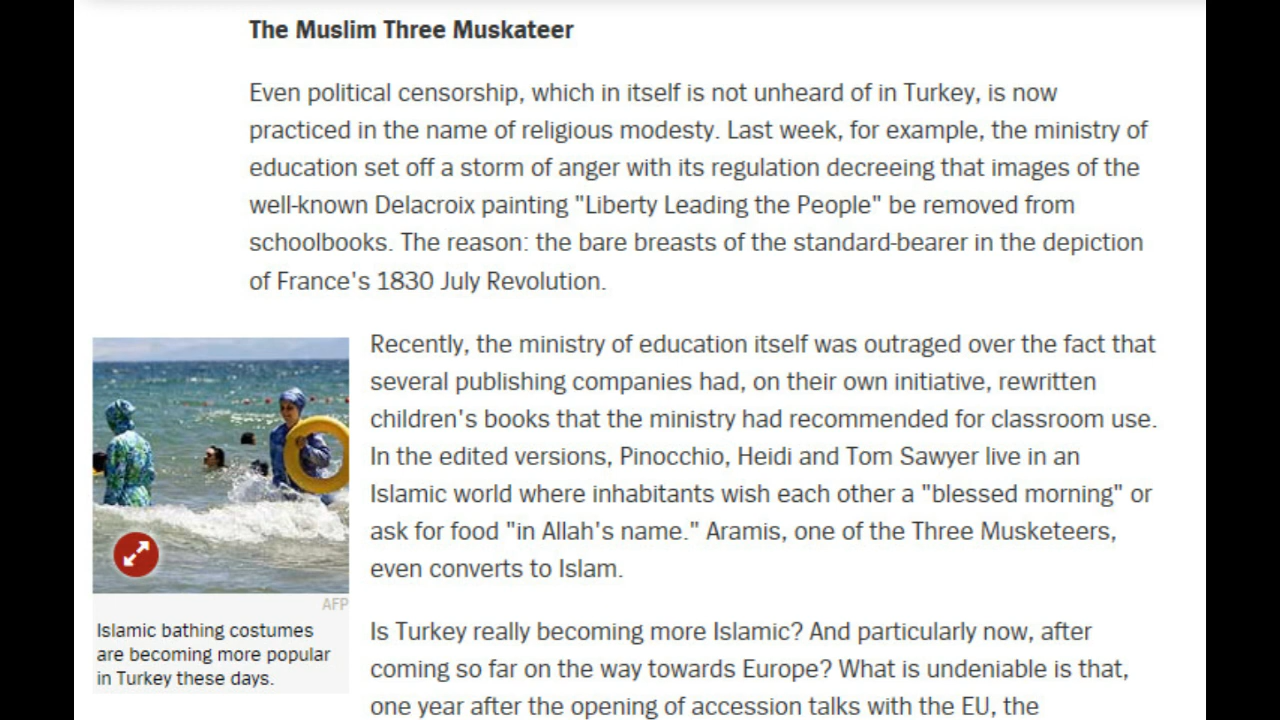 The Muslim Three Muskateer
Even political censorship, which in itself is not unheard of in Turkey, is now
practiced in the name of religious modesty. Last week, for example, the ministry of
education set off a storm of anger with its regulation decreeing that images of the
well-known Delacroix painting "Liberty Leading the People" be removed from
schoolbooks. The reason: the bare breasts of the standard-bearer in the depiction
of France's 1830 July Revolution.
Recently, the ministry of education itself was outraged over the fact that
several publishing companies had, on their own initiative, rewritten
children's books that the ministry had recommended for classroom use.
In the edited versions, Pinocchio, Heidi and Tom Sawyer live in an
Islamic world where inhabitants wish each other a "blessed morning" or
ask for food "in Allah's name." Aramis, one of the Three Musketeers,
even converts to Islam.
AFP
Islamic bathing costumes
are becoming more popular
in Turkey these days.
Is Turkey really becoming more Islamic? And particularly now, after
coming so far on the way towards Europe? What is undeniable is that,
one year after the opening of accession talks with the EU, the